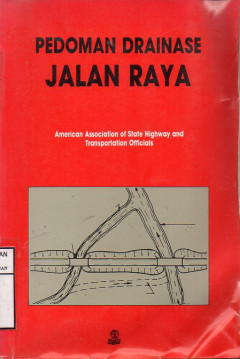 PEDOMAN DRAINASE
JALAN RAYA
American Association of State Highway and
Transportation Officials